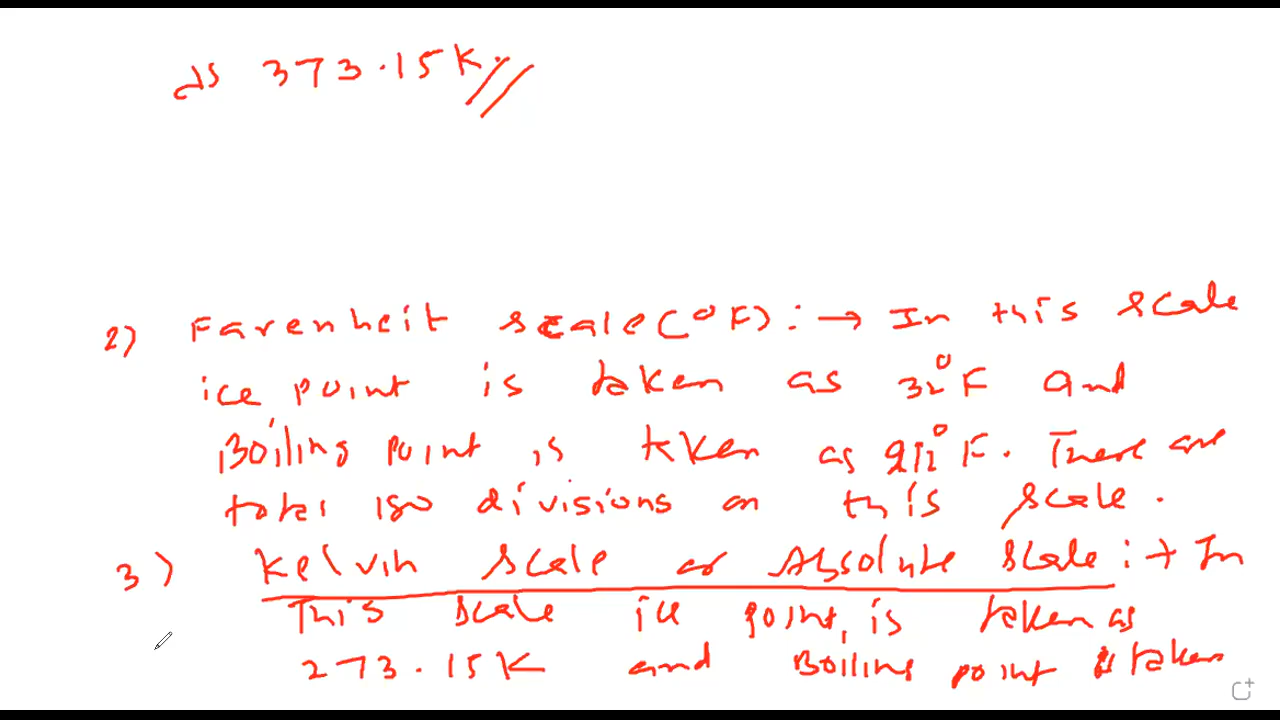 as 373.15K
2) Farenheit scale (°F) : → In this scale
ice point is taken as 32°F and
Boiling point is tken as 212°F. There are
total 180 divisions on this scale.
3) Kelvin scale or Absolute scale : → In
This scale ice point is taken as
273.15K and Boiling point is taken